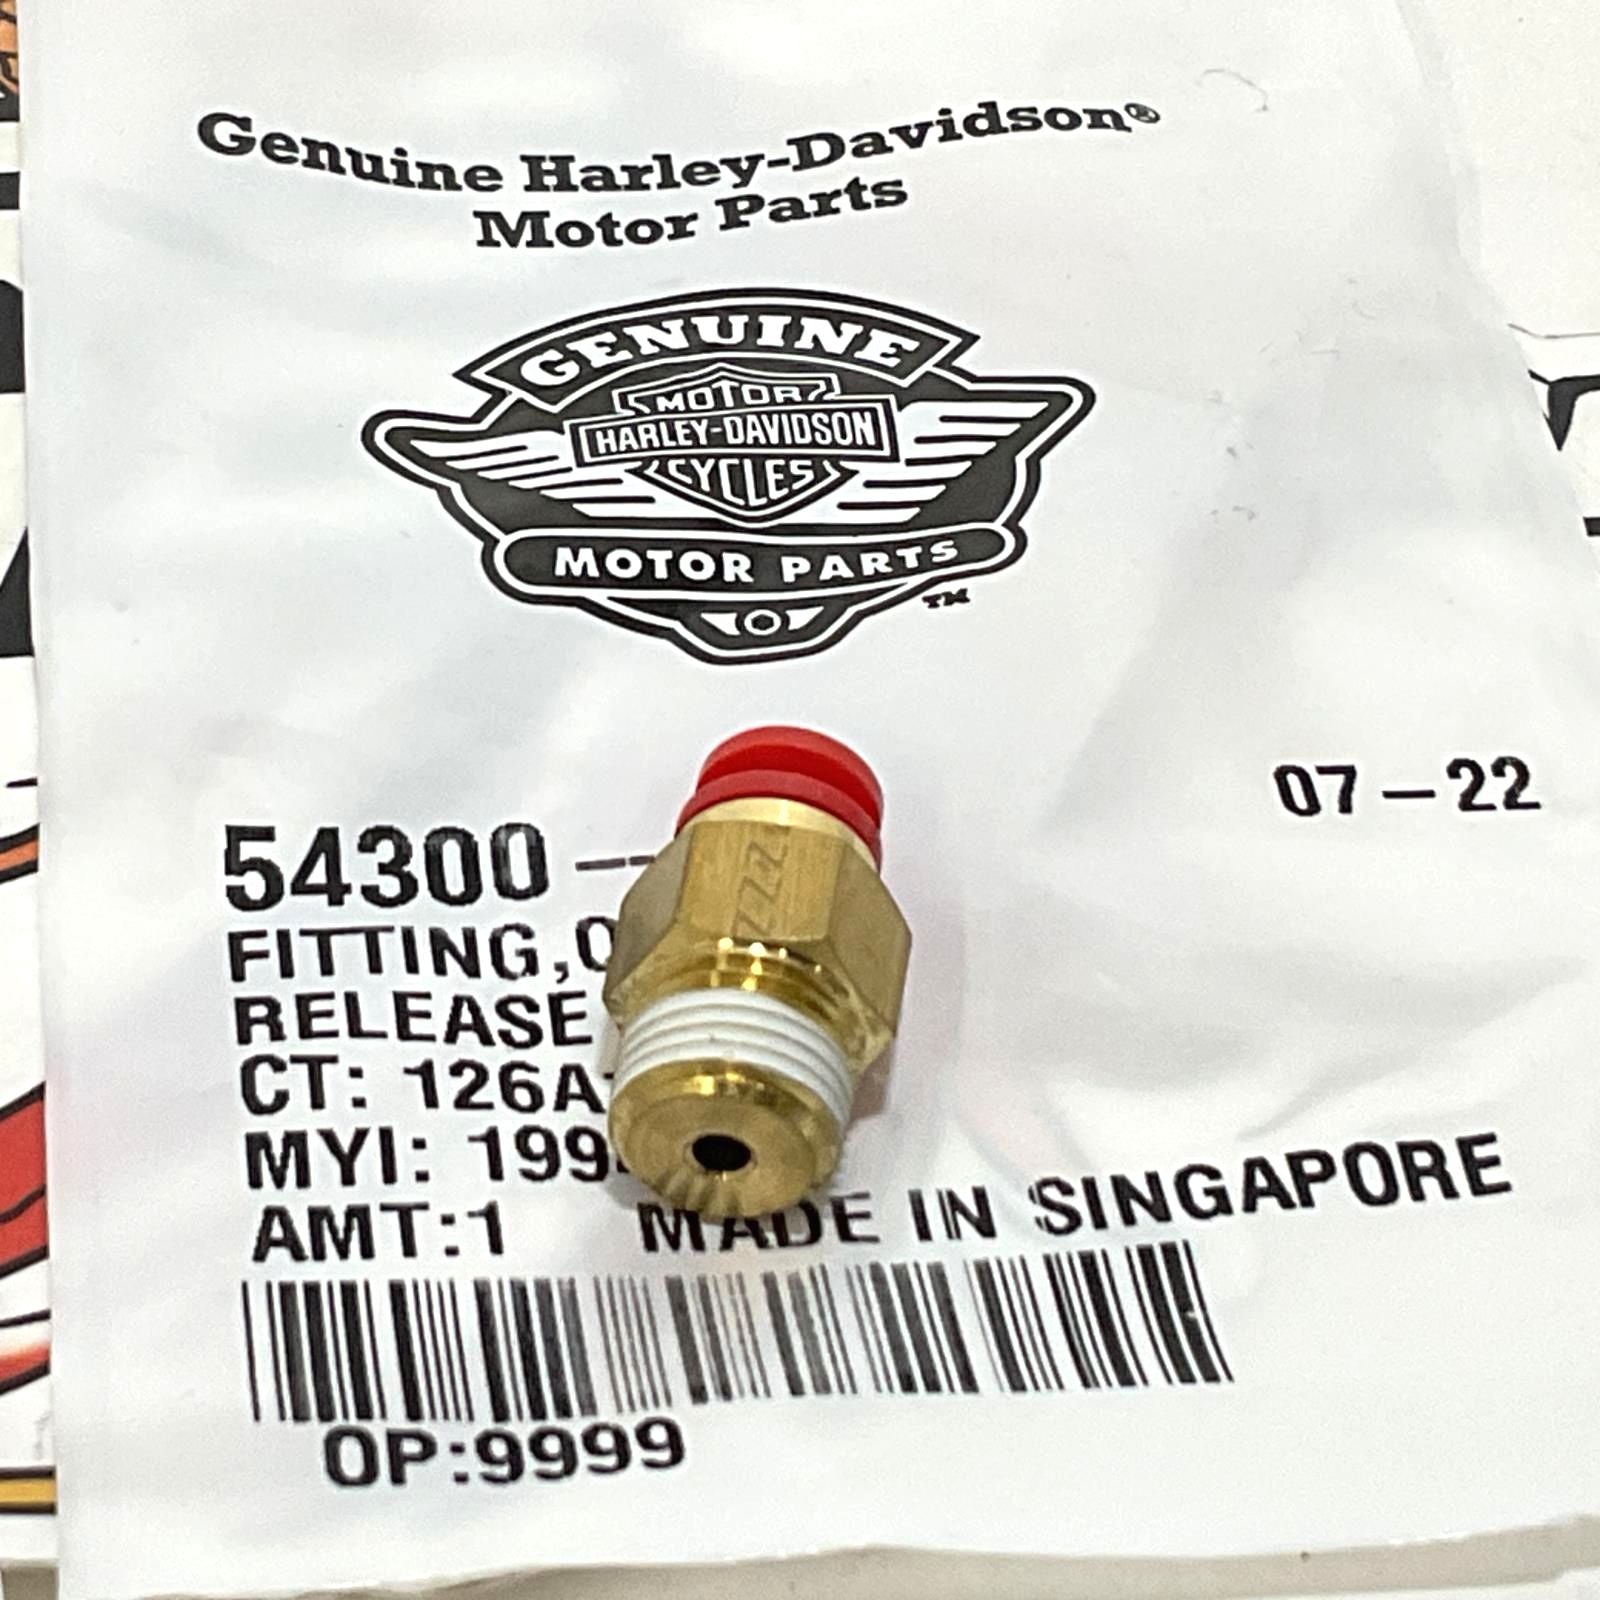 Genuine Harley-Davidson®
Motor Parts
GENUINE
MOTOR
HARLEY-DAVIDSON
CYCLES
MOTOR PARTS
TM
07-22
54300-
FITTING,
RELEASE
CT: 126A
MYI: 199
AMT:1 MADE IN SINGAPORE
OP:9999